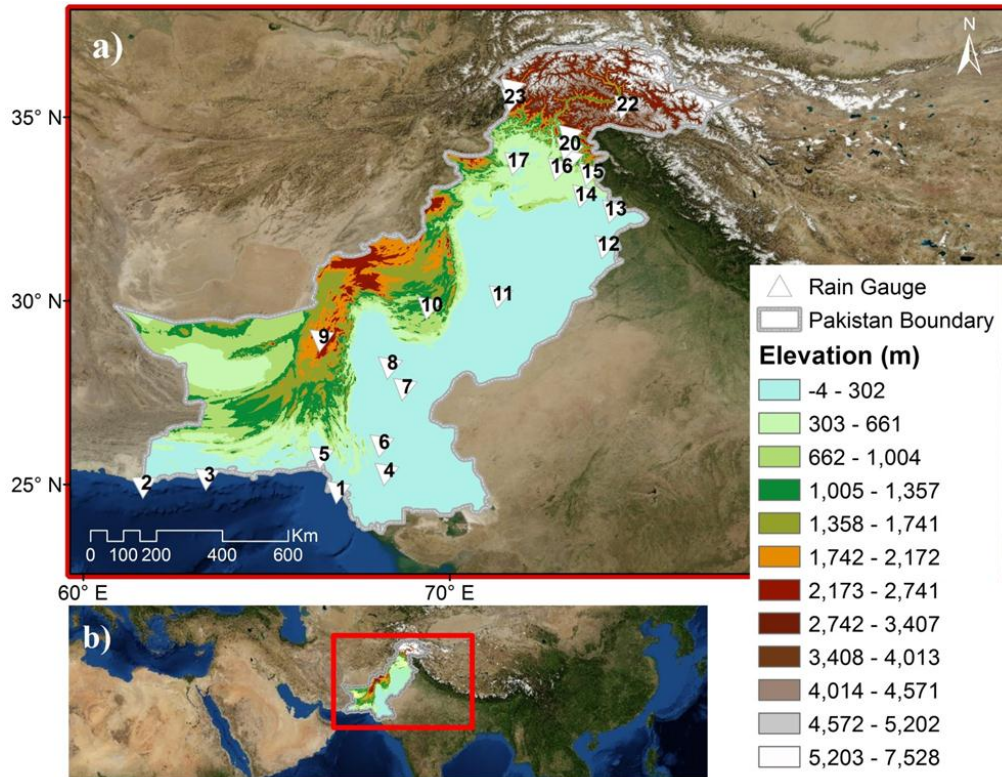 a)
N
35° N
30° N
25° N
23
22
20
17
16
15
14
13
12
11
10
9
8
7
6
5
4
3
2
1
Km
0 100 200 400 600
60° E
70° E
Rain Gauge
Pakistan Boundary
Elevation (m)
-4 - 302
303 - 661
662 - 1,004
1,005 - 1,357
1,358 - 1,741
1,742 - 2,172
2,173 - 2,741
2,742 - 3,407
3,408 - 4,013
4,014 - 4,571
4,572 - 5,202
5,203 - 7,528
b)